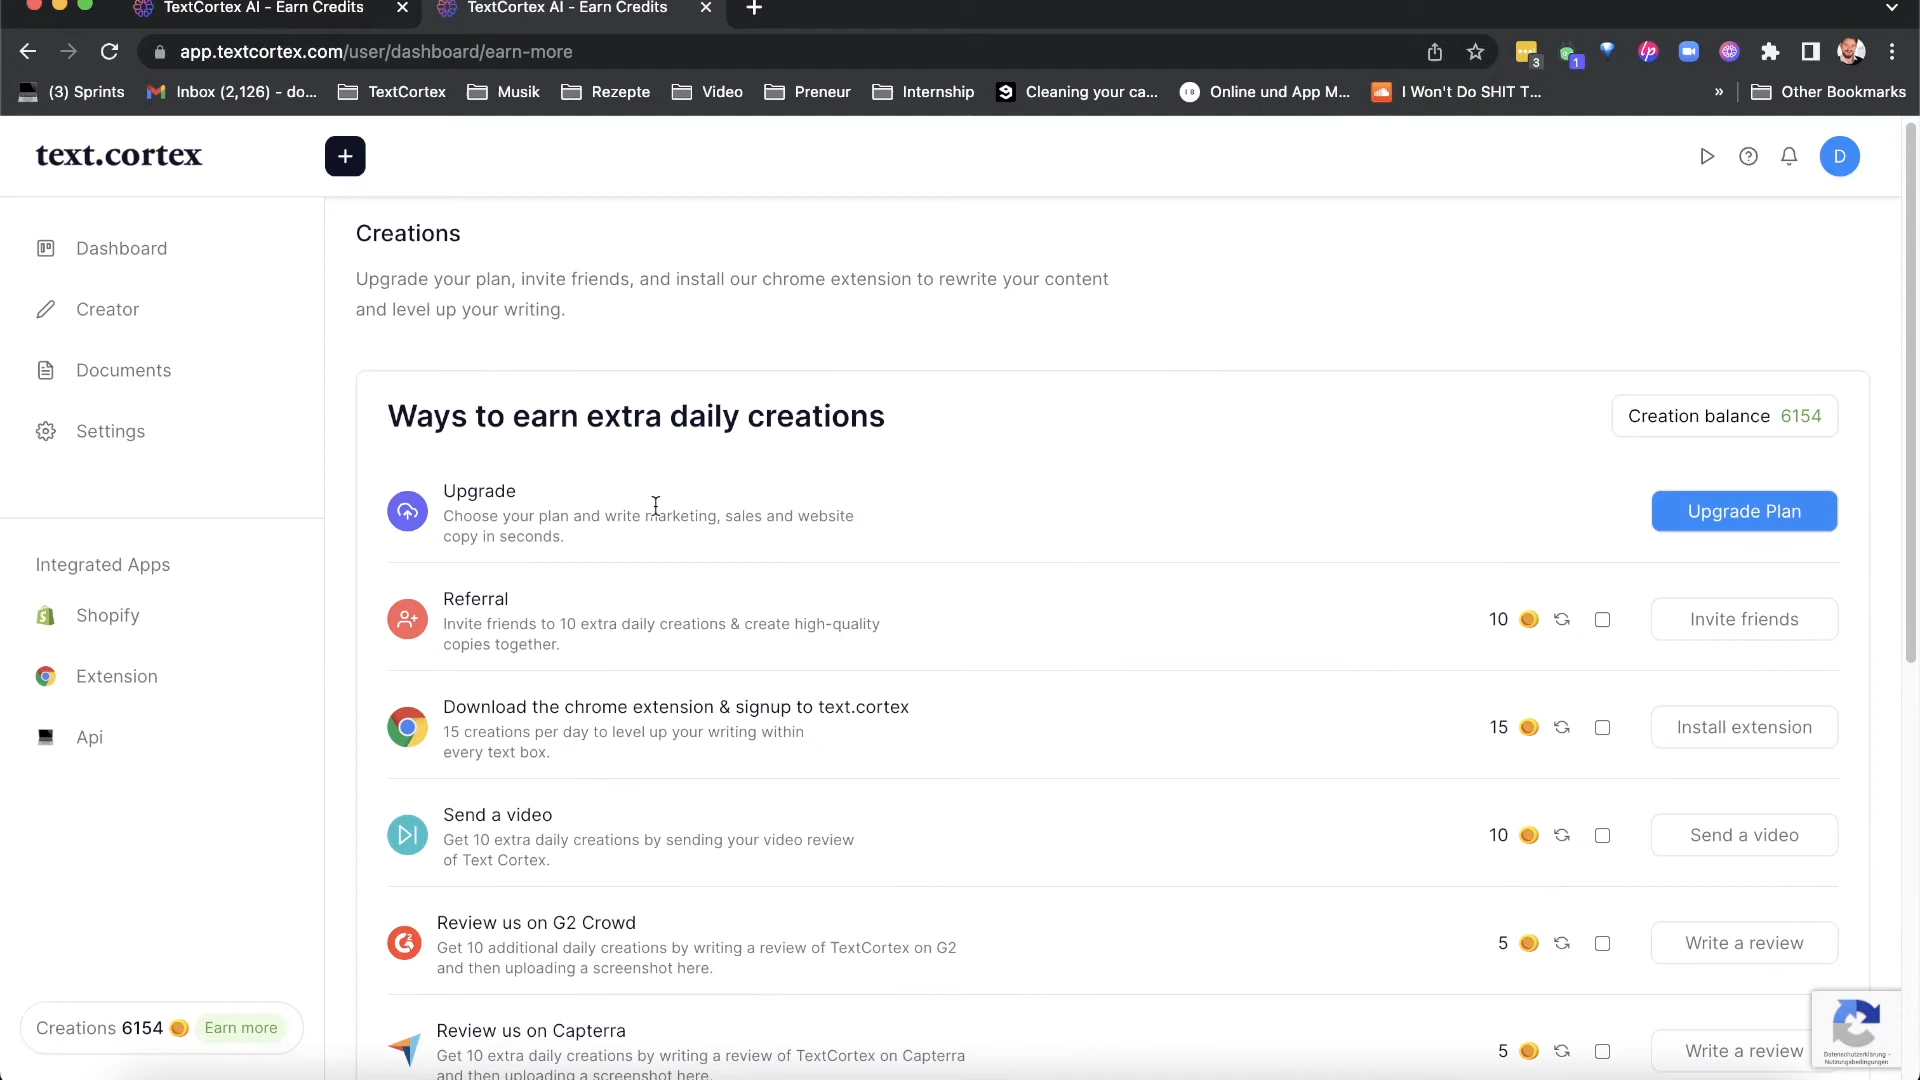 TextCortex AI - Earn Credits
TextCortex AI - Earn Credits
app.textcortex.com/user/dashboard/earn-more
3
1
(3) Sprints
Inbox (2,126) - do...
TextCortex
Musik
Rezepte
Video
Preneur
Internship
Cleaning your ca...
Online und App M...
I Won't Do SHIT T...
»
Other Bookmarks
text.cortex
D
Dashboard
Creator
Documents
Settings
Integrated Apps
Shopify
Extension
Api
Creations 6154
Earn more
Creations
Upgrade your plan, invite friends, and install our chrome extension to rewrite your content
and level up your writing.
Ways to earn extra daily creations
Creation balance 6154
Upgrade
Choose your plan and write marketing, sales and website
copy in seconds.
Upgrade Plan
Referral
Invite friends to 10 extra daily creations & create high-quality
copies together.
10
Invite friends
Download the chrome extension & signup to text.cortex
15 creations per day to level up your writing within
every text box.
15
Install extension
Send a video
Get 10 extra daily creations by sending your video review
of Text Cortex.
10
Send a video
Review us on G2 Crowd
Get 10 additional daily creations by writing a review of TextCortex on G2
and then uploading a screenshot here.
5
Write a review
Review us on Capterra
Get 10 extra daily creations by writing a review of TextCortex on Capterra
and then uploading a screenshot here.
5
Write a review
Datenschutzerklärung -
Nutzungsbedingungen